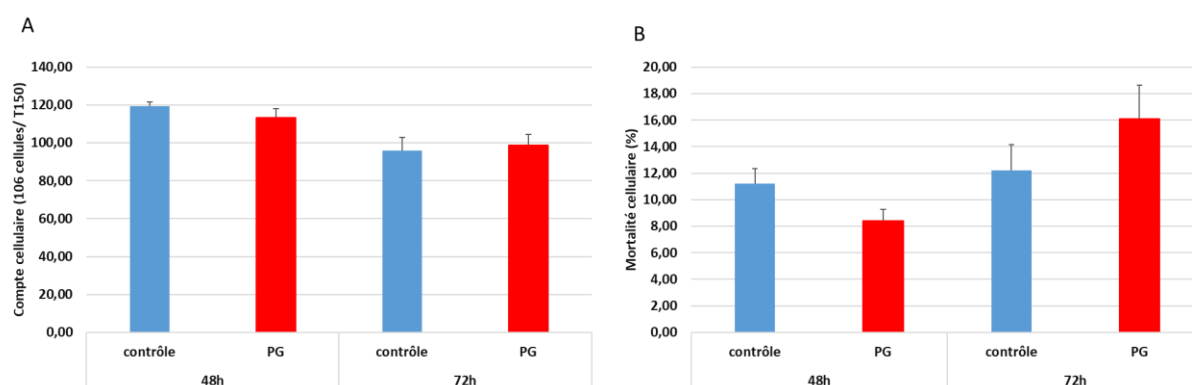 A
Compte cellulaire (106 cellules/ T150)
140,00
120,00
100,00
80,00
60,00
40,00
20,00
0,00
contrôle PG contrôle PG
48h 72h
B
Mortalité cellulaire (%)
20,00
18,00
16,00
14,00
12,00
10,00
8,00
6,00
4,00
2,00
0,00
contrôle PG contrôle PG
48h 72h